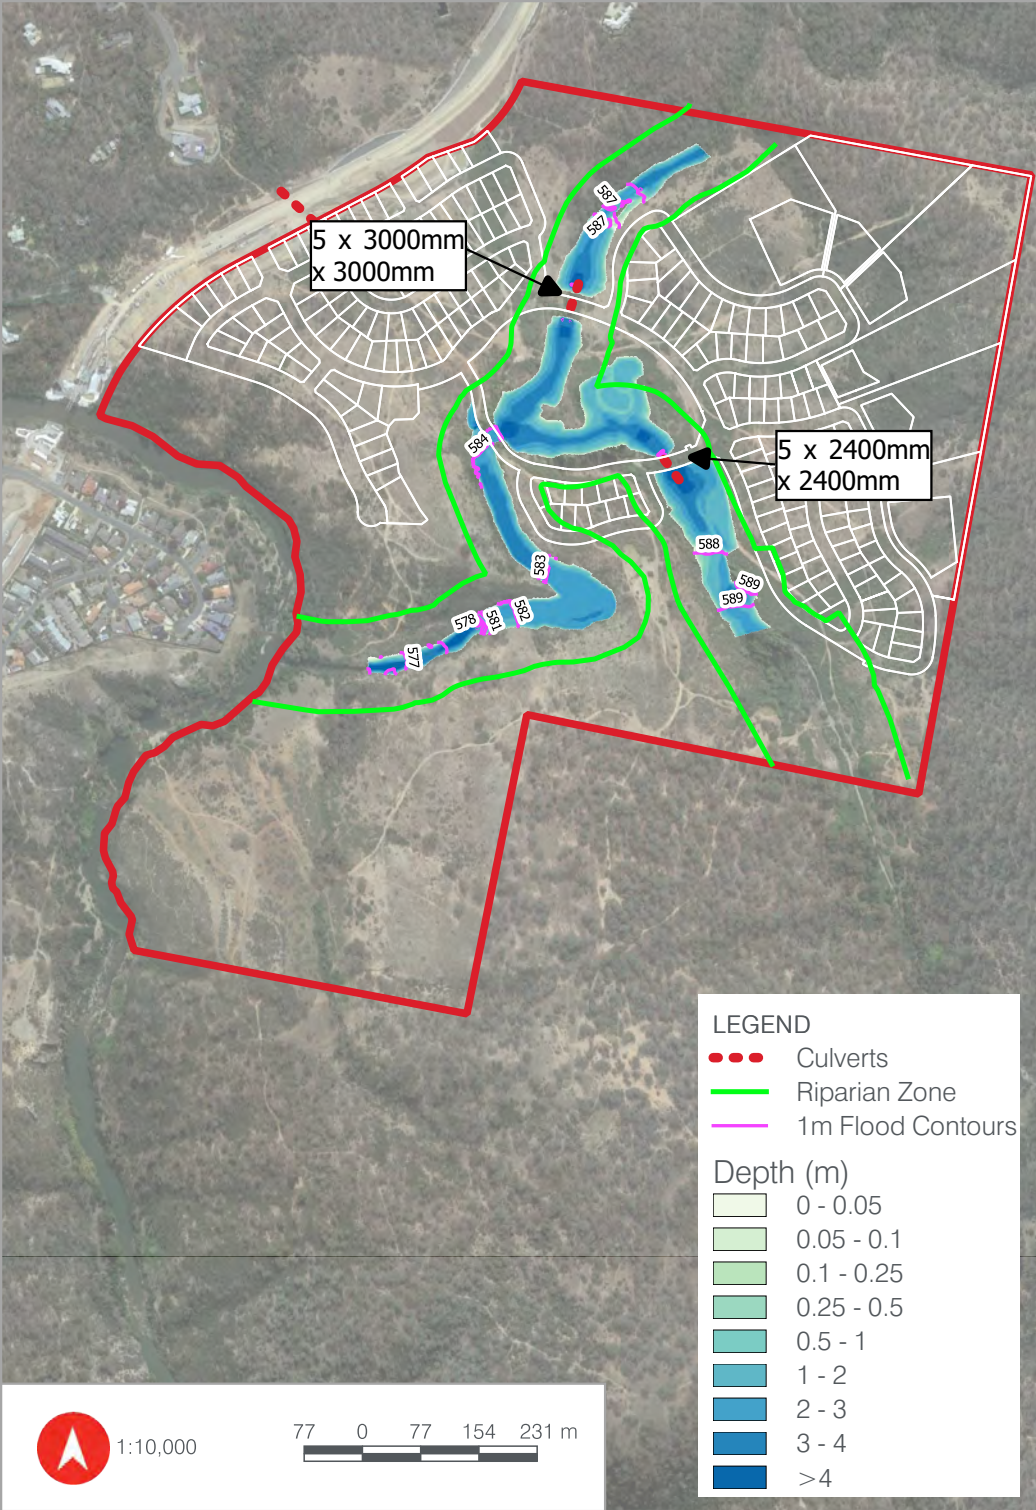 587
587
5 x 3000mm
x 3000mm
584
5 x 2400mm
x 2400mm
588
583
589
589
582
581
578
577
LEGEND
Culverts
Riparian Zone
1m Flood Contours
Depth (m)
0 - 0.05
0.05 - 0.1
0.1 - 0.25
0.25 - 0.5
0.5 - 1
1 - 2
2 - 3
3 - 4
>4
1:10,000
77 0 77 154 231 m